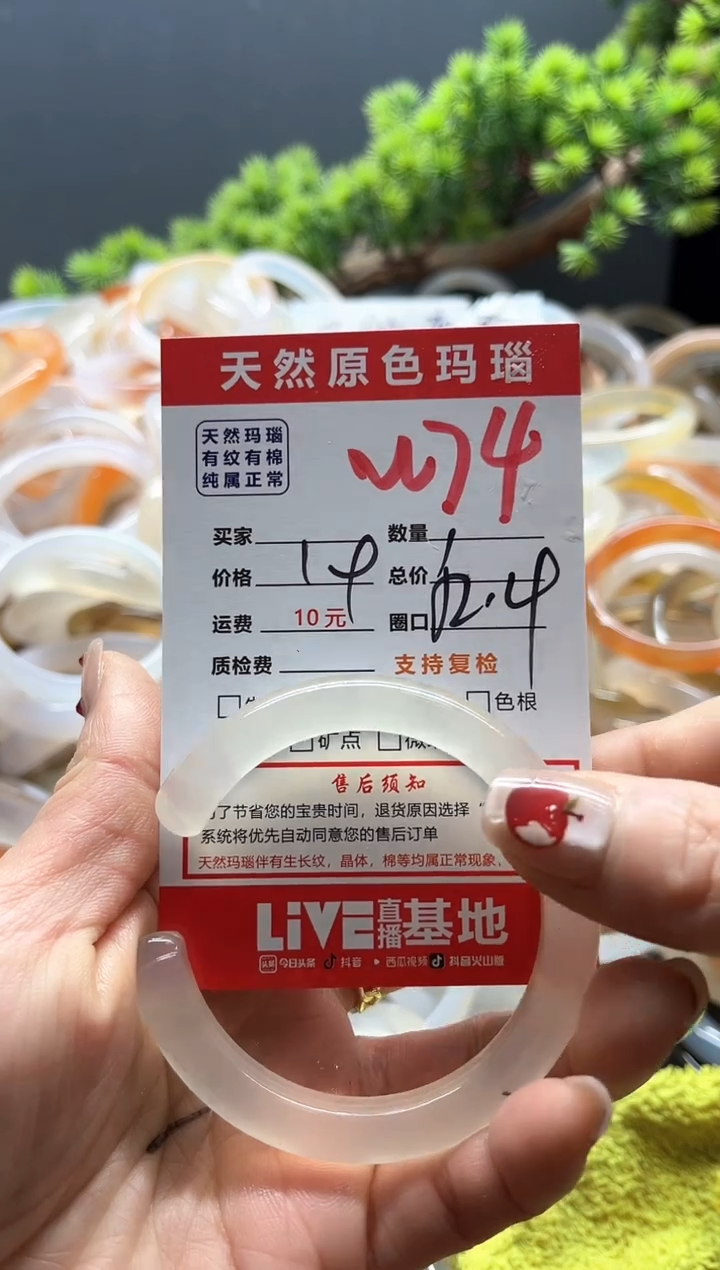 天然原色玛瑙
天然玛瑙
有纹有棉
纯属正常
W74
买家 数量
价格 14 总价
运费 10元 圈口 62.4
质检费 支持复检
色根
矿点
售后须知
了节省您的宝贵时间，退货原因选择“
系统将优先自动同意您的售后订单
天然玛瑙伴有生长纹，晶体，棉等均属正常现象，
LiVE直播基地
头条 今日头条 抖音 西瓜视频 抖音火山版